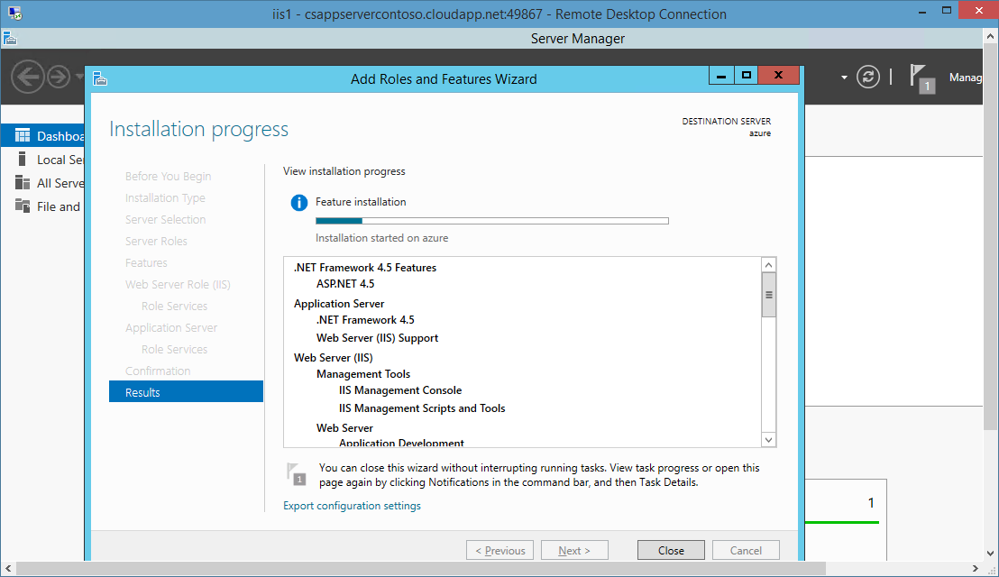 iis1 - csappservercontoso.cloudapp.net:49867 - Remote Desktop Connection
Server Manager
1
Manag
Add Roles and Features Wizard
Dashboa
Local Ser
All Serve
File and
Installation progress
DESTINATION SERVER
azure
Before You Begin
Installation Type
Server Selection
Server Roles
Features
Web Server Role (IIS)
Role Services
Application Server
Role Services
Confirmation
Results
View installation progress
Feature installation
Installation started on azure
.NET Framework 4.5 Features
ASP.NET 4.5
Application Server
.NET Framework 4.5
Web Server (IIS) Support
Web Server (IIS)
Management Tools
IIS Management Console
IIS Management Scripts and Tools
Web Server
Application Development
1
You can close this wizard without interrupting running tasks. View task progress or open this
page again by clicking Notifications in the command bar, and then Task Details.
Export configuration settings
1
< Previous
Next >
Close
Cancel